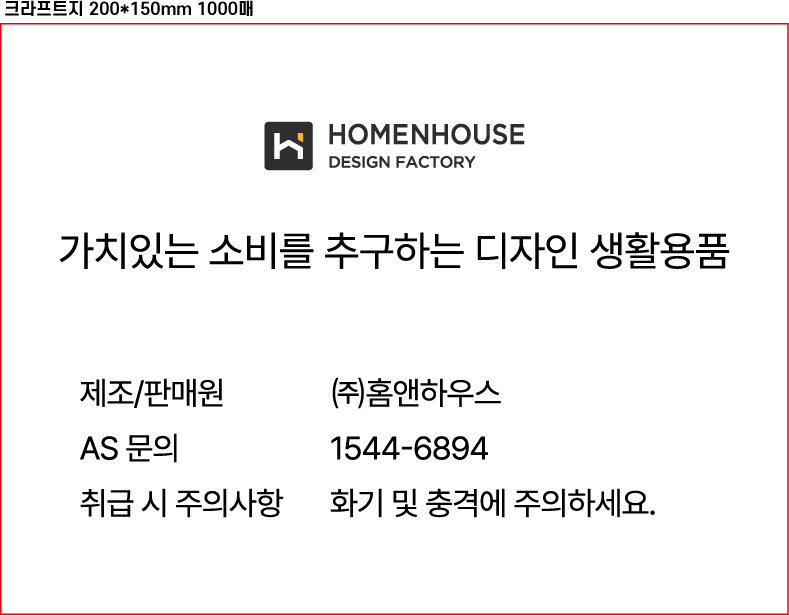 크라프트지 200*150mm 1000매
HOMENHOUSE
DESIGN FACTORY
가치있는 소비를 추구하는 디자인 생활용품
제조/판매원 ㈜홈앤하우스
AS 문의 1544-6894
취급 시 주의사항 화기 및 충격에 주의하세요.